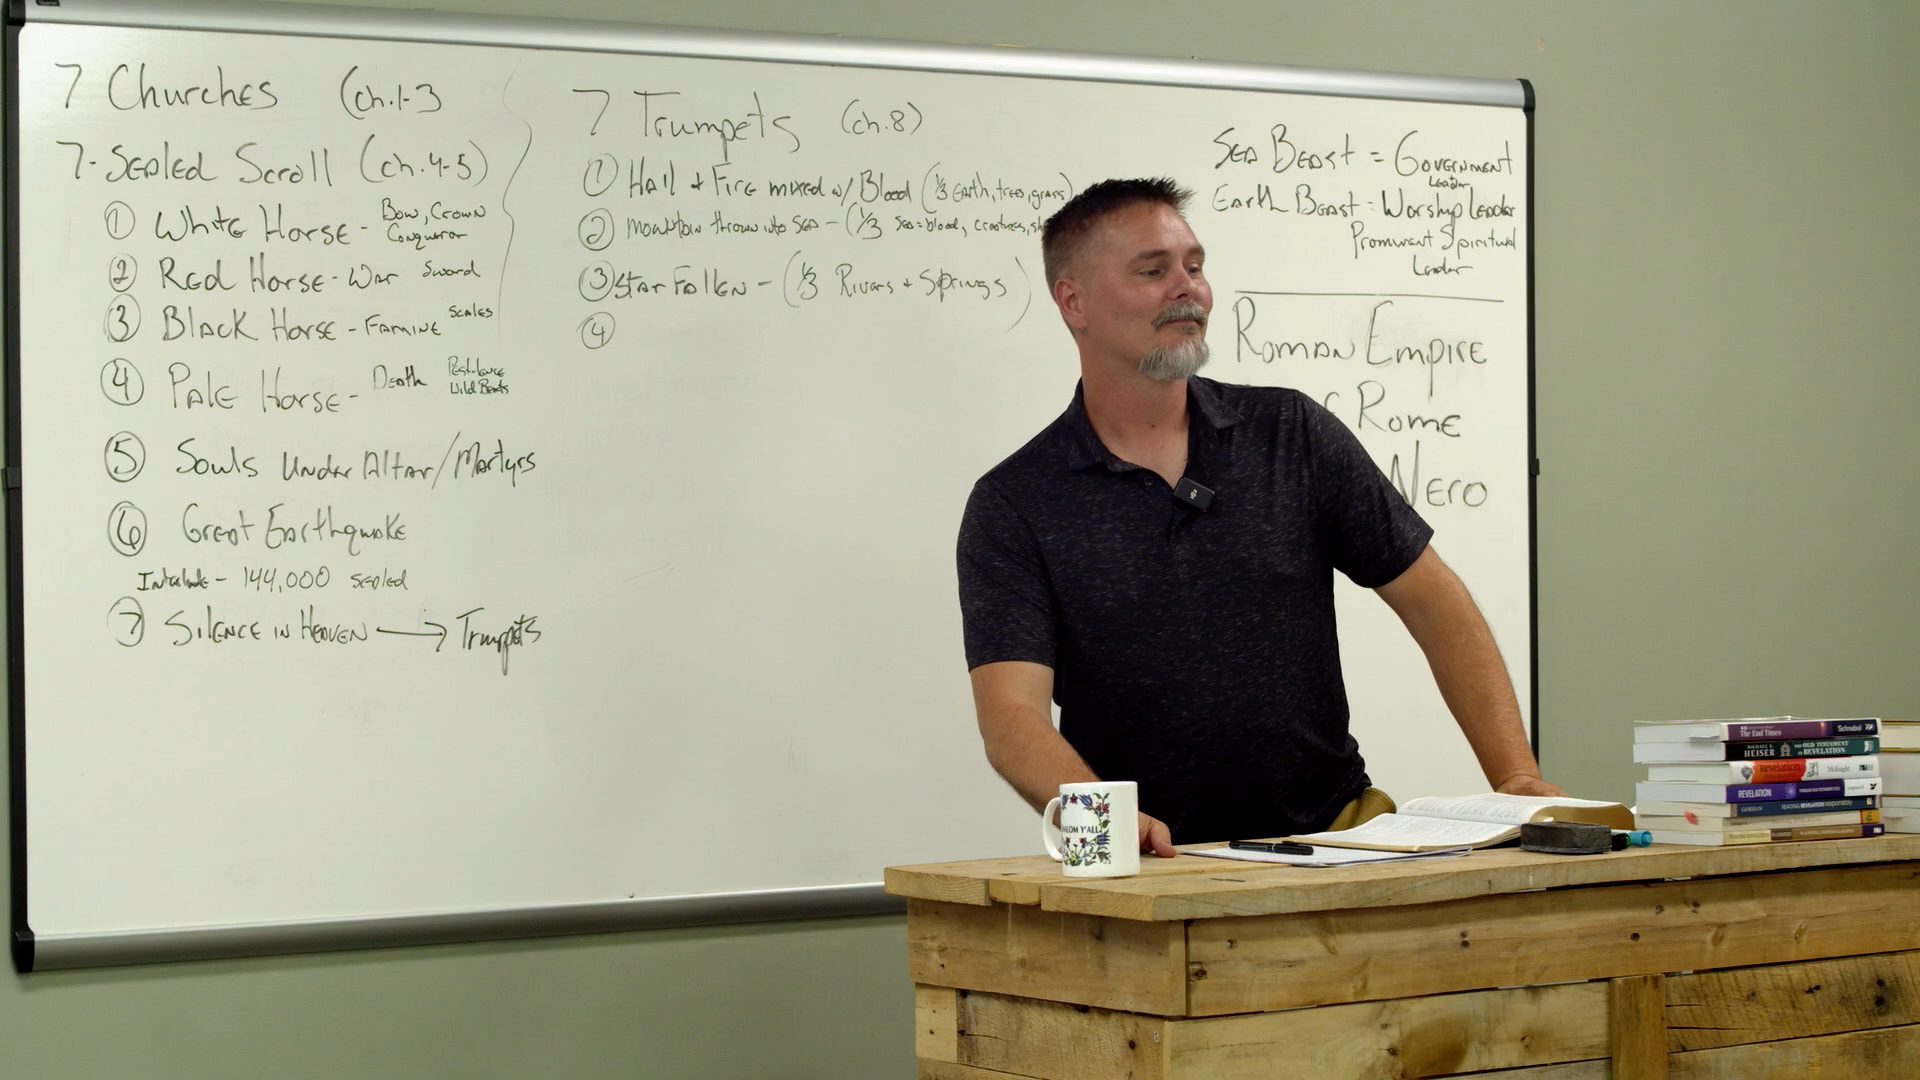 7 Churches (ch.1-3
7-Sealed Scroll (ch.4-5)
① White Horse - Bow, Crown
Conqueror
② Red Horse - War Sword
③ Black Horse - Famine Scales
④ Pale Horse - Death Pestilence
Wild Beasts
⑤ Souls Under Altar/Martyrs
⑥ Great Earthquake
Interlude - 144,000 sealed
⑦ Silence in Heaven → Trumpets
7 Trumpets (ch.8)
① Hail + Fire mixed w/ Blood (1/3 Earth, trees, grass)
② Mountain thrown into Sea - (1/3 Sea=blood, creatures, sh
③ Star Fallen - (1/3 Rivers + Springs)
④
Sea Beast = Government
Leader
Earth Beast = Worship Leader
Prominent Spiritual
Leader
Roman Empire
Rome
Nero
ALOM Y'ALL
The End Times Schnabel
MICHAEL S. HEISER THE OLD TESTAMENT IN REVELATION
Revelation McKnight
REVELATION
GORMAN READING REVELATION responsibly